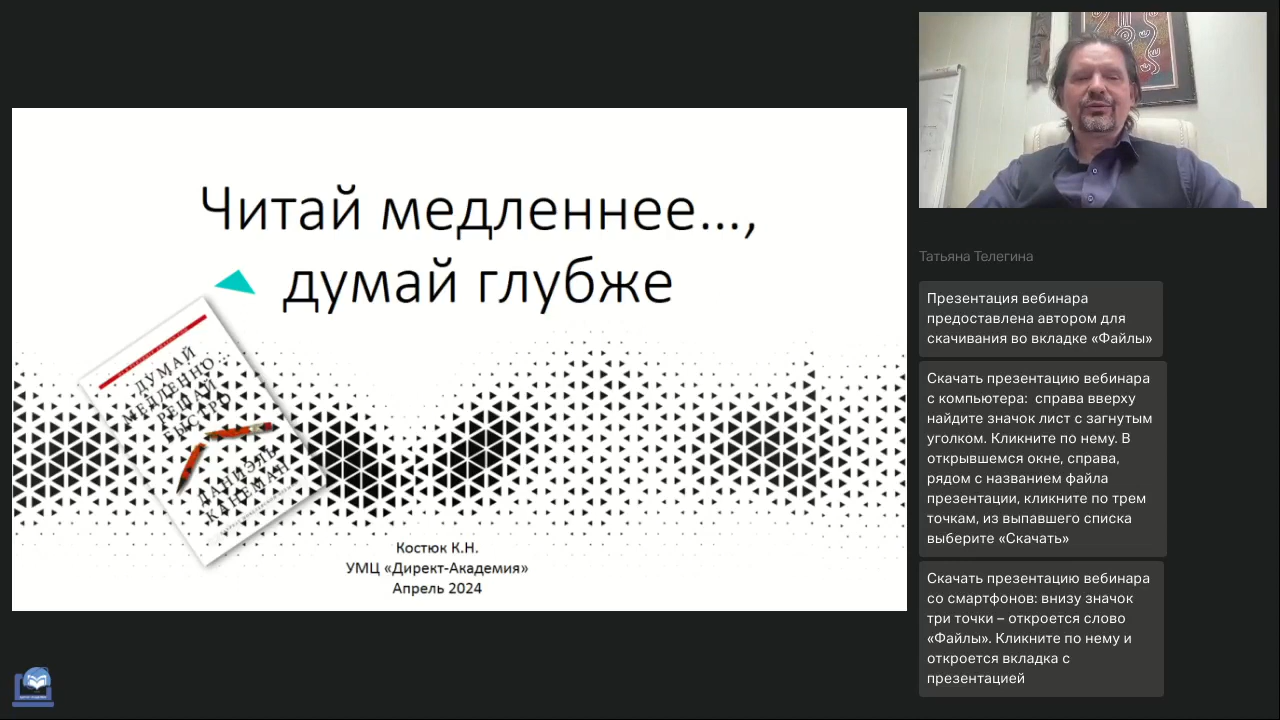 Читай медленнее...,
думай глубже
ДУМАЙ
МЕДЛЕННО...
РЕШАЙ
БЫСТРО
ДАНИЭЛЬ
КАНЕМАН
Костюк К.Н.
УМЦ «Директ-Академия»
Апрель 2024
Татьяна Телегина
Презентация вебинара
предоставлена автором для
скачивания во вкладке «Файлы»
Скачать презентацию вебинара
с компьютера:  справа вверху
найдите значок лист с загнутым
уголком. Кликните по нему. В
открывшемся окне, справа,
рядом с названием файла
презентации, кликните по трем
точкам, из выпавшего списка
выберите «Скачать»
Скачать презентацию вебинара
со смартфонов: внизу значок
три точки – откроется слово
«Файлы». Кликните по нему и
откроется вкладка с
презентацией